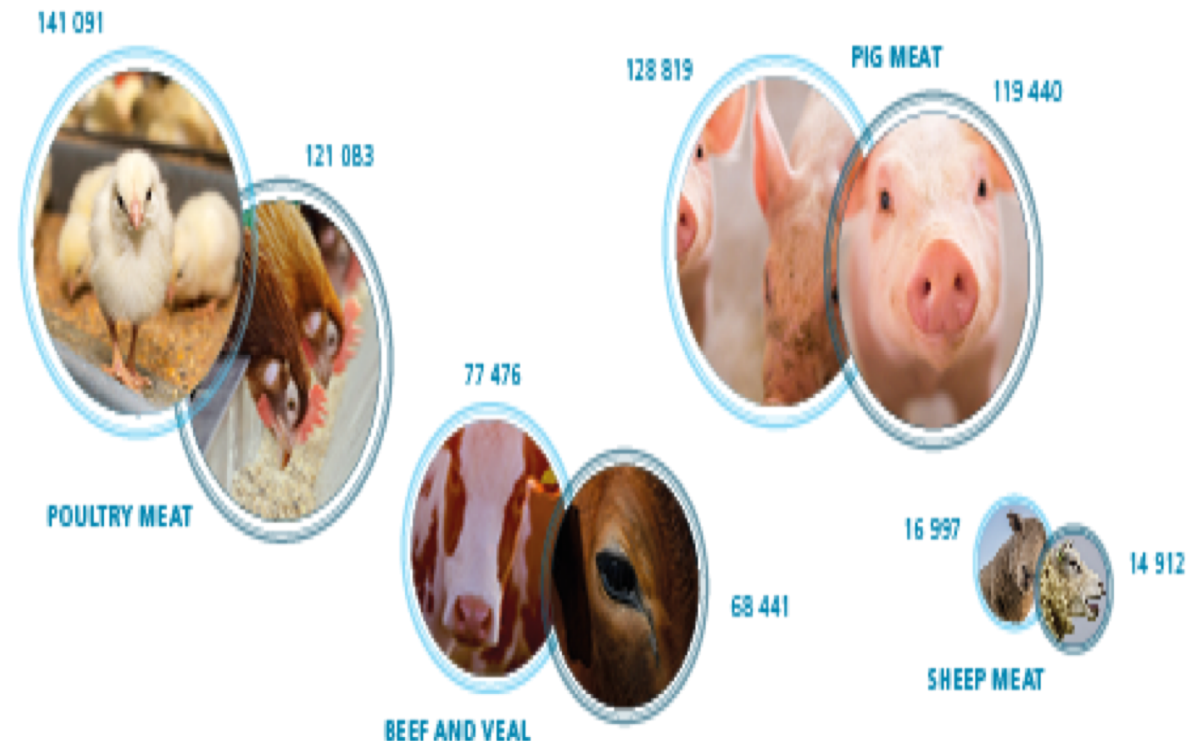 141 091
121 083
POULTRY MEAT
77 476
68 441
BEEF AND VEAL
128 819
PIG MEAT
119 440
16 997
14 912
SHEEP MEAT